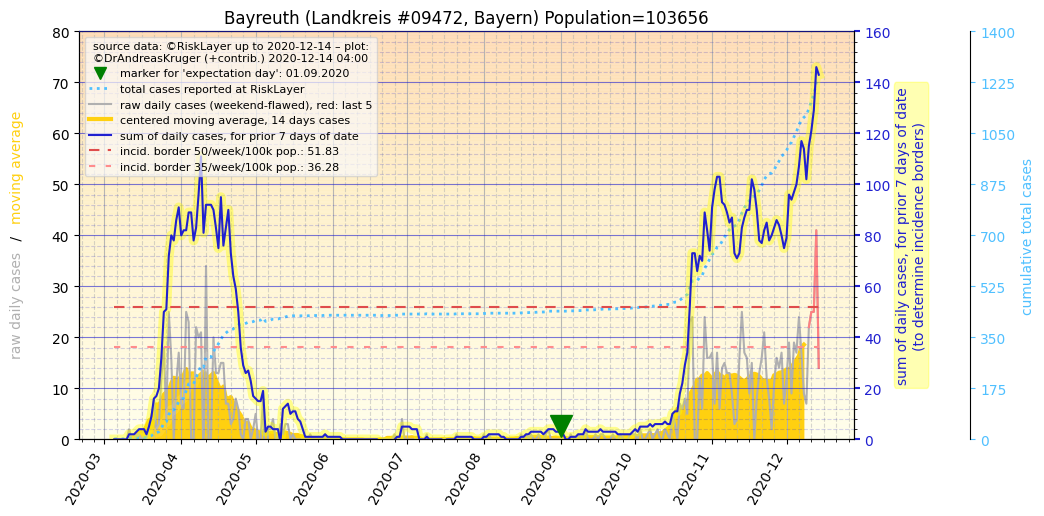 Bayreuth (Landkreis #09472, Bayern) Population=103656
source data: ©RiskLayer up to 2020-12-14 – plot:
©DrAndreasKruger (+contrib.) 2020-12-14 04:00
marker for 'expectation day': 01.09.2020
total cases reported at RiskLayer
raw daily cases (weekend-flawed), red: last 5
centered moving average, 14 days cases
sum of daily cases, for prior 7 days of date
incid. border 50/week/100k pop.: 51.83
incid. border 35/week/100k pop.: 36.28
raw daily cases / moving average
80
70
60
50
40
30
20
10
0
160
140
120
100
80
60
40
20
0
sum of daily cases, for prior 7 days of date
(to determine incidence borders)
1400
1225
1050
875
700
525
350
175
0
cumulative total cases
2020-03
2020-04
2020-05
2020-06
2020-07
2020-08
2020-09
2020-10
2020-11
2020-12